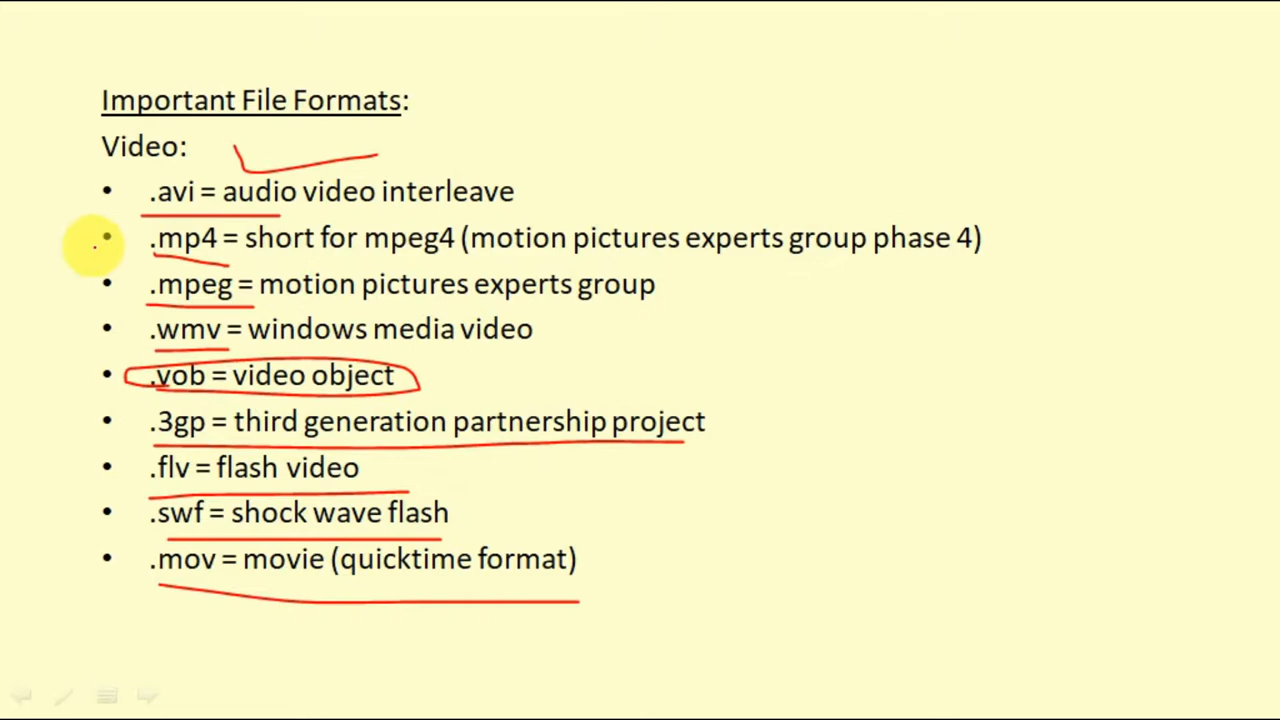 Important File Formats:
Video:
• .avi = audio video interleave
• .mp4 = short for mpeg4 (motion pictures experts group phase 4)
• .mpeg = motion pictures experts group
• .wmv = windows media video
• .vob = video object
• .3gp = third generation partnership project
• .flv = flash video
• .swf = shock wave flash
• .mov = movie (quicktime format)